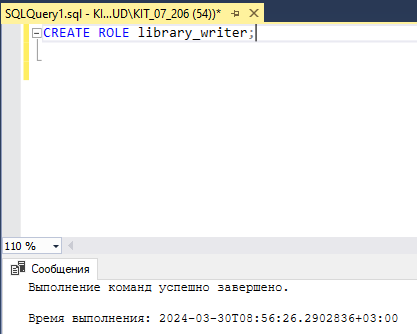 SQLQuery1.sql - KI...UD\KIT_07_206 (54))*
CREATE ROLE library_writer;
110 %
Сообщения
Выполнение команд успешно завершено.
Время выполнения: 2024-03-30T08:56:26.2902836+03:00